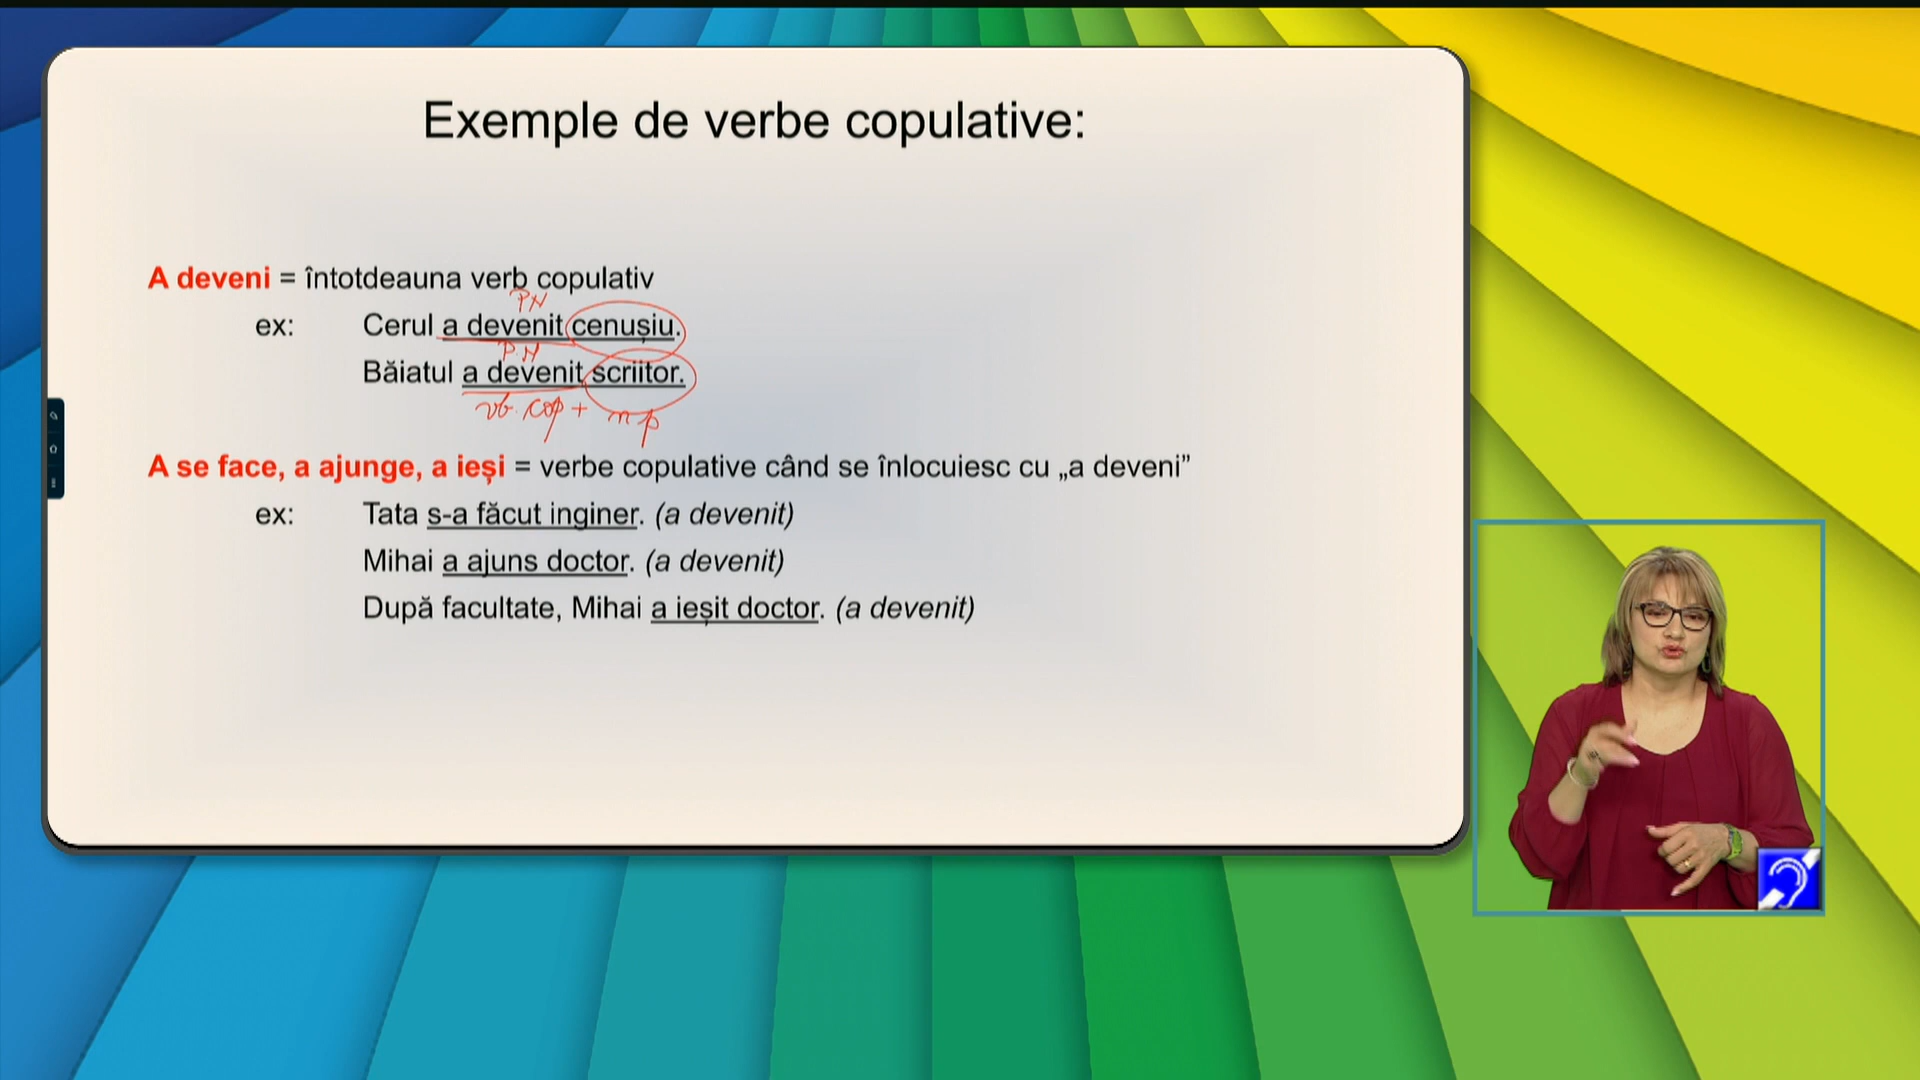 Exemple de verbe copulative:
A deveni = întotdeauna verb copulativ
PN
ex: Cerul a devenit cenușiu.
P.N
Băiatul a devenit scriitor.
vb. cop + n p
A se face, a ajunge, a ieși = verbe copulative când se înlocuiesc cu „a deveni”
ex: Tata s-a făcut inginer. (a devenit)
Mihai a ajuns doctor. (a devenit)
După facultate, Mihai a ieșit doctor. (a devenit)